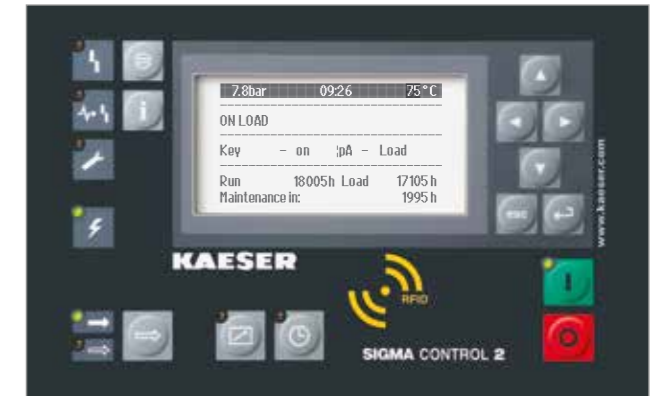 7.8bar 09:26 75°C
ON LOAD
Key - on ¦pA - Load
Run 18005h Load 17105h
Maintenance in: 1995h
esc
www.kaeser.com
KAESER
RFID
SIGMA CONTROL 2